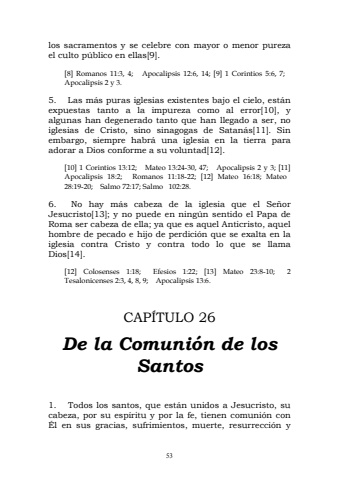 los sacramentos y se celebre con mayor o menor pureza
el culto público en ellas[9].
[8] Romanos 11:3, 4; Apocalipsis 12:6, 14; [9] 1 Corintios 5:6, 7;
Apocalipsis 2 y 3.
5. Las más puras iglesias existentes bajo el cielo, están
expuestas tanto a la impureza como al error[10], y
algunas han degenerado tanto que han llegado a ser, no
iglesias de Cristo, sino sinagogas de Satanás[11]. Sin
embargo, siempre habrá una iglesia en la tierra para
adorar a Dios conforme a su voluntad[12].
[10] 1 Corintios 13:12; Mateo 13:24-30, 47; Apocalipsis 2 y 3; [11]
Apocalipsis 18:2; Romanos 11:18-22; [12] Mateo 16:18; Mateo
28:19-20; Salmo 72:17; Salmo 102:28.
6. No hay más cabeza de la iglesia que el Señor
Jesucristo[13]; y no puede en ningún sentido el Papa de
Roma ser cabeza de ella; ya que es aquel Anticristo, aquel
hombre de pecado e hijo de perdición que se exalta en la
iglesia contra Cristo y contra todo lo que se llama
Dios[14].
[12] Colosenses 1:18; Efesios 1:22; [13] Mateo 23:8-10; 2
Tesalonicenses 2:3, 4, 8, 9; Apocalipsis 13:6.
CAPÍTULO 26
De la Comunión de los
Santos
1. Todos los santos, que están unidos a Jesucristo, su
cabeza, por su espíritu y por la fe, tienen comunión con
Él en sus gracias, sufrimientos, muerte, resurrección y
53